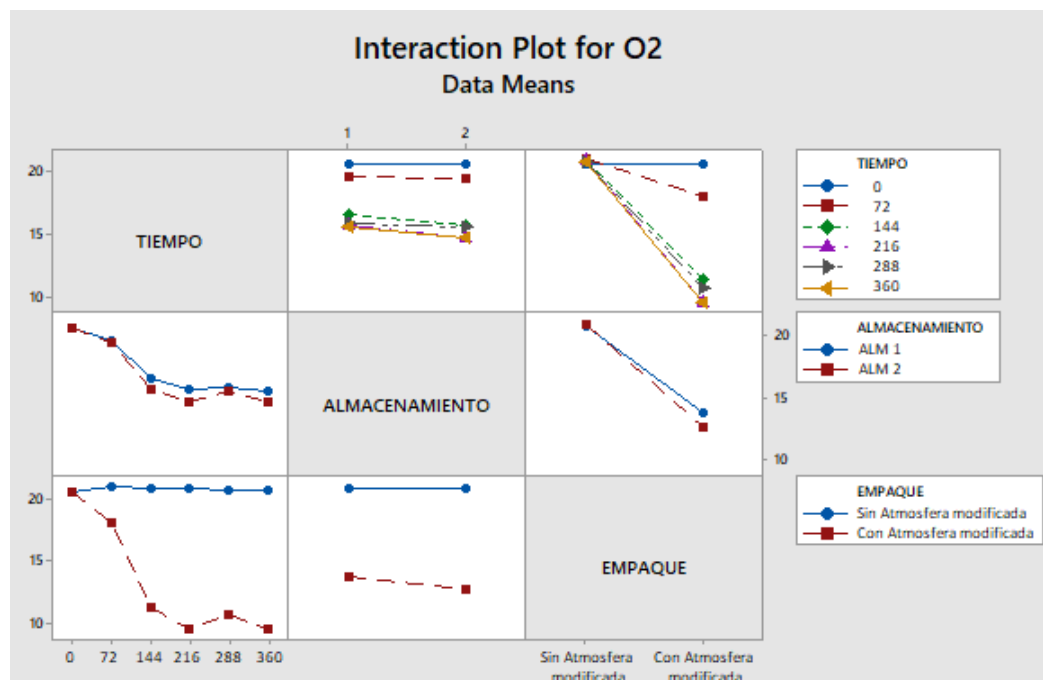 Interaction Plot for O2
Data Means
1 2
20
15
10
TIEMPO
TIEMPO
0
72
144
216
288
360
ALMACENAMIENTO
20
15
10
ALMACENAMIENTO
ALM 1
ALM 2
20
15
10
EMPAQUE
EMPAQUE
Sin Atmosfera modificada
Con Atmosfera modificada
0 72 144 216 288 360
Sin Atmosfera Con Atmosfera
modificada modificada